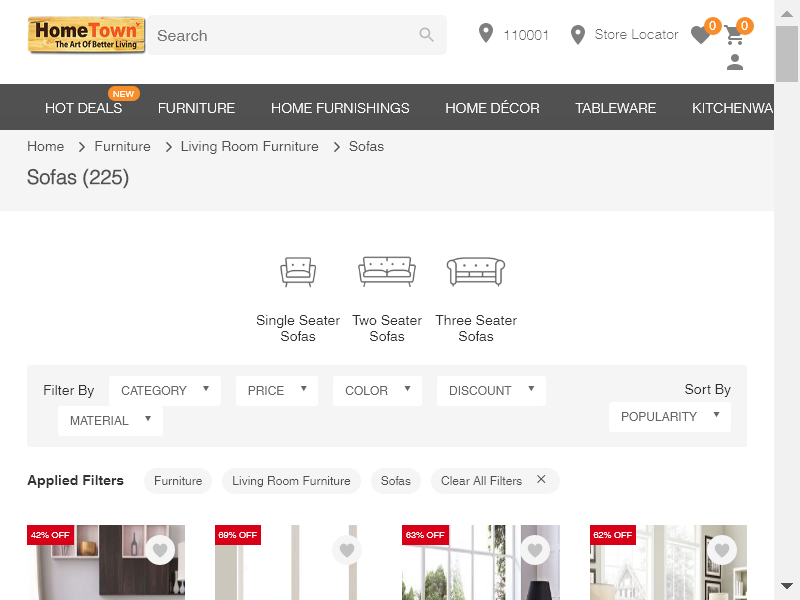 HomeTown
The Art Of Better Living
Search
110001
Store Locator
0
0
NEW
HOT DEALS
FURNITURE
HOME FURNISHINGS
HOME DÉCOR
TABLEWARE
KITCHENWA
Home > Furniture > Living Room Furniture > Sofas
Sofas (225)
Single Seater
Sofas
Two Seater
Sofas
Three Seater
Sofas
Filter By
CATEGORY
PRICE
COLOR
DISCOUNT
MATERIAL
Sort By
POPULARITY
Applied Filters
Furniture
Living Room Furniture
Sofas
Clear All Filters ×
42% OFF
69% OFF
63% OFF
62% OFF